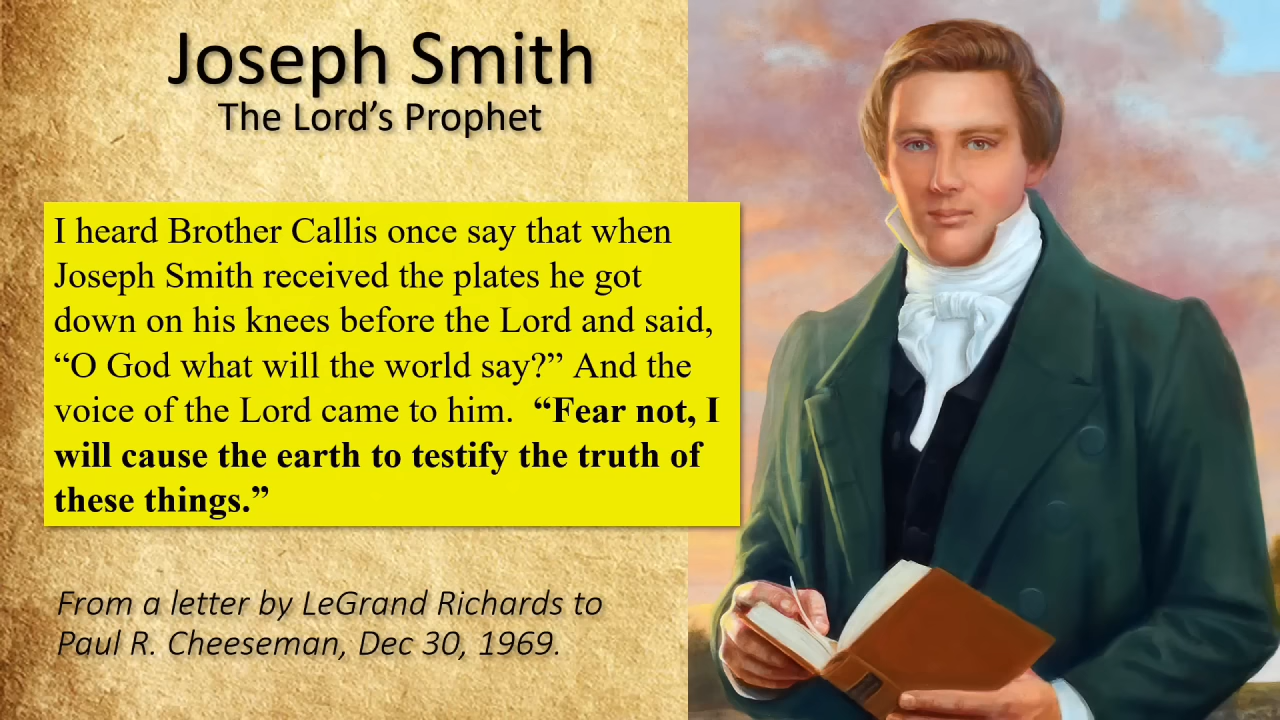 Joseph Smith
The Lord’s Prophet
I heard Brother Callis once say that when
Joseph Smith received the plates he got
down on his knees before the Lord and said,
“O God what will the world say?” And the
voice of the Lord came to him.  “Fear not, I
will cause the earth to testify the truth of
these things.”
From a letter by LeGrand Richards to
Paul R. Cheeseman, Dec 30, 1969.